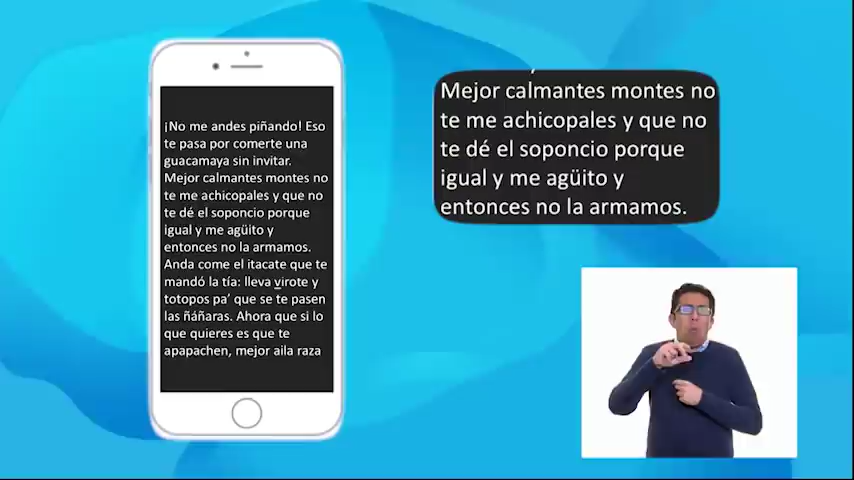 ¡No me andes piñando! Eso
te pasa por comerte una
guacamaya sin invitar.
Mejor calmantes montes no
te me achicopales y que no
te dé el soponcio porque
igual y me agüito y
entonces no la armamos.
Anda come el itacate que te
mandó la tía: lleva virote y
totopos pa’ que se te pasen
las ñáñaras. Ahora que si lo
que quieres es que te
apapachen, mejor aila raza
Mejor calmantes montes no
te me achicopales y que no
te dé el soponcio porque
igual y me agüito y
entonces no la armamos.